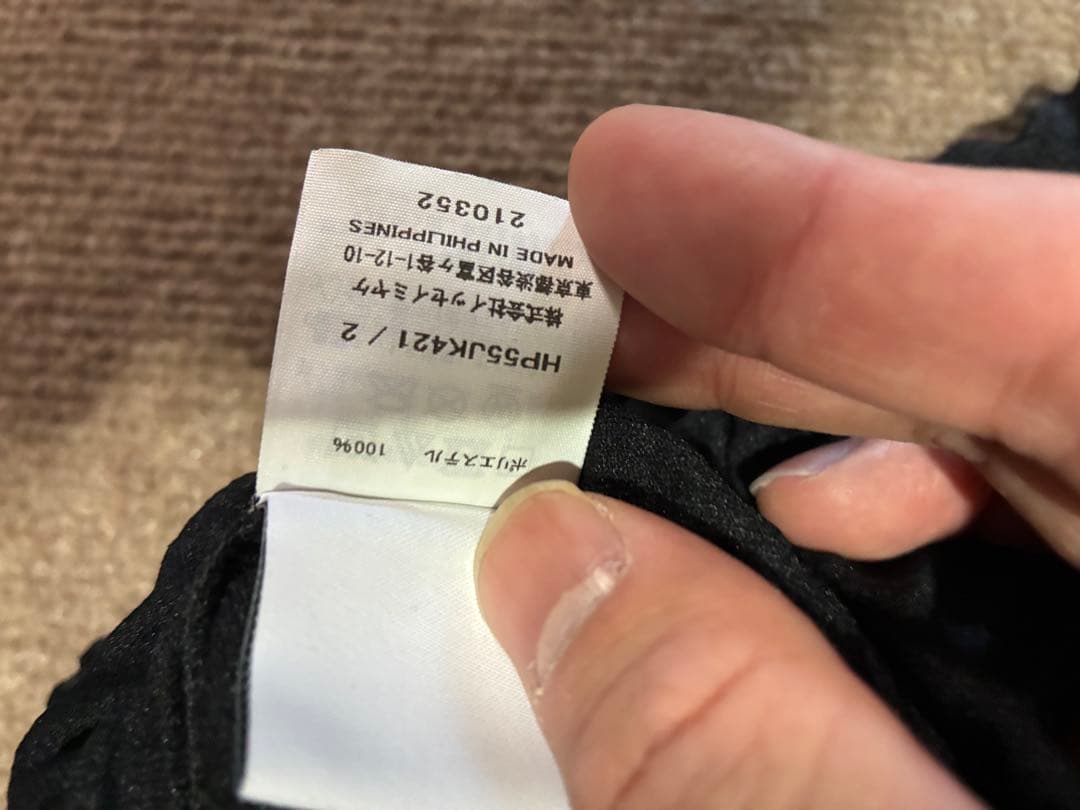 ポリエステル 100%
HP55JK421 / 2
株式会社イッセイミヤケ
東京都渋谷区富ヶ谷1-12-10
MADE IN PHILIPPINES
210352